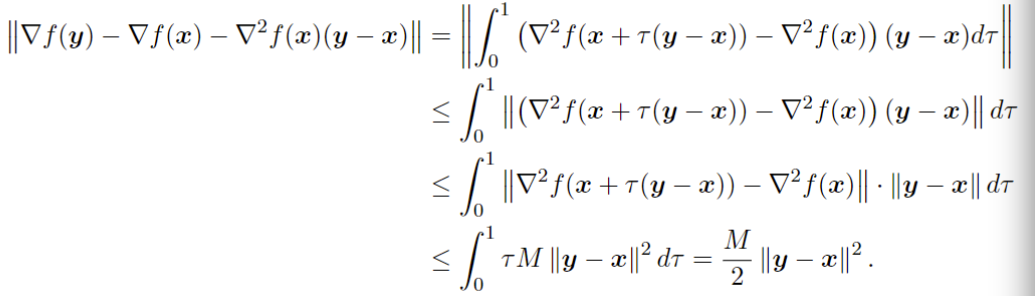 ‖∇f(y) − ∇f(x) − ∇²f(x)(y − x)‖ = ‖∫₀¹ (∇²f(x + τ(y − x)) − ∇²f(x)) (y − x)dτ‖
≤ ∫₀¹ ‖(∇²f(x + τ(y − x)) − ∇²f(x)) (y − x)‖ dτ
≤ ∫₀¹ ‖∇²f(x + τ(y − x)) − ∇²f(x)‖ · ‖y − x‖ dτ
≤ ∫₀¹ τM ‖y − x‖² dτ = M/2 ‖y − x‖² .